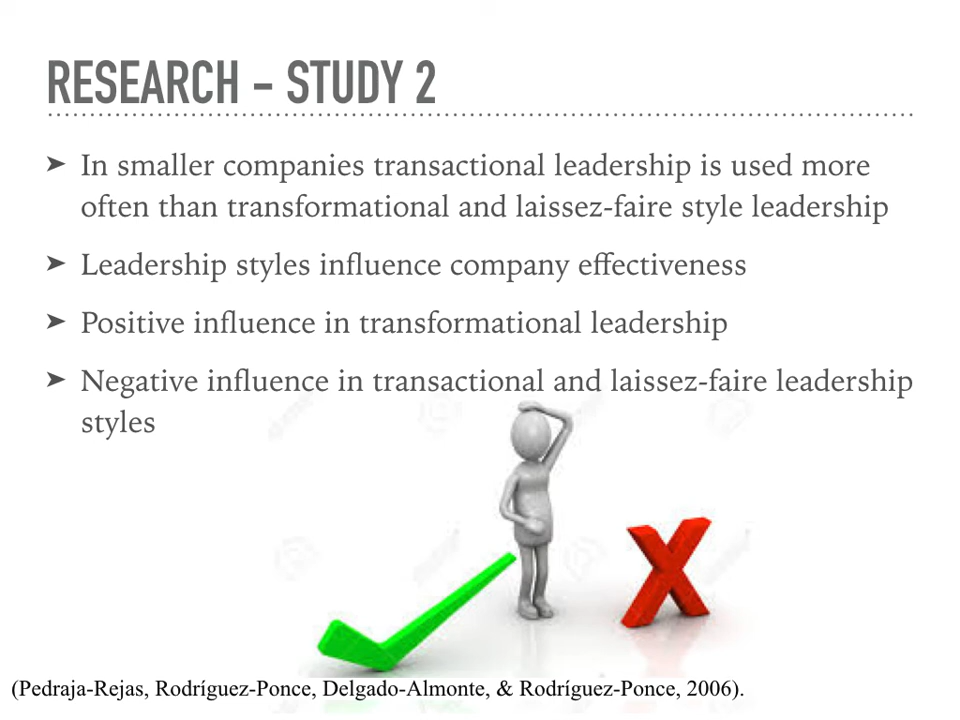 RESEARCH – STUDY 2
➤ In smaller companies transactional leadership is used more
often than transformational and laissez-faire style leadership
➤ Leadership styles influence company effectiveness
➤ Positive influence in transformational leadership
➤ Negative influence in transactional and laissez-faire leadership
styles
(Pedraja-Rejas, Rodríguez-Ponce, Delgado-Almonte, & Rodríguez-Ponce, 2006).